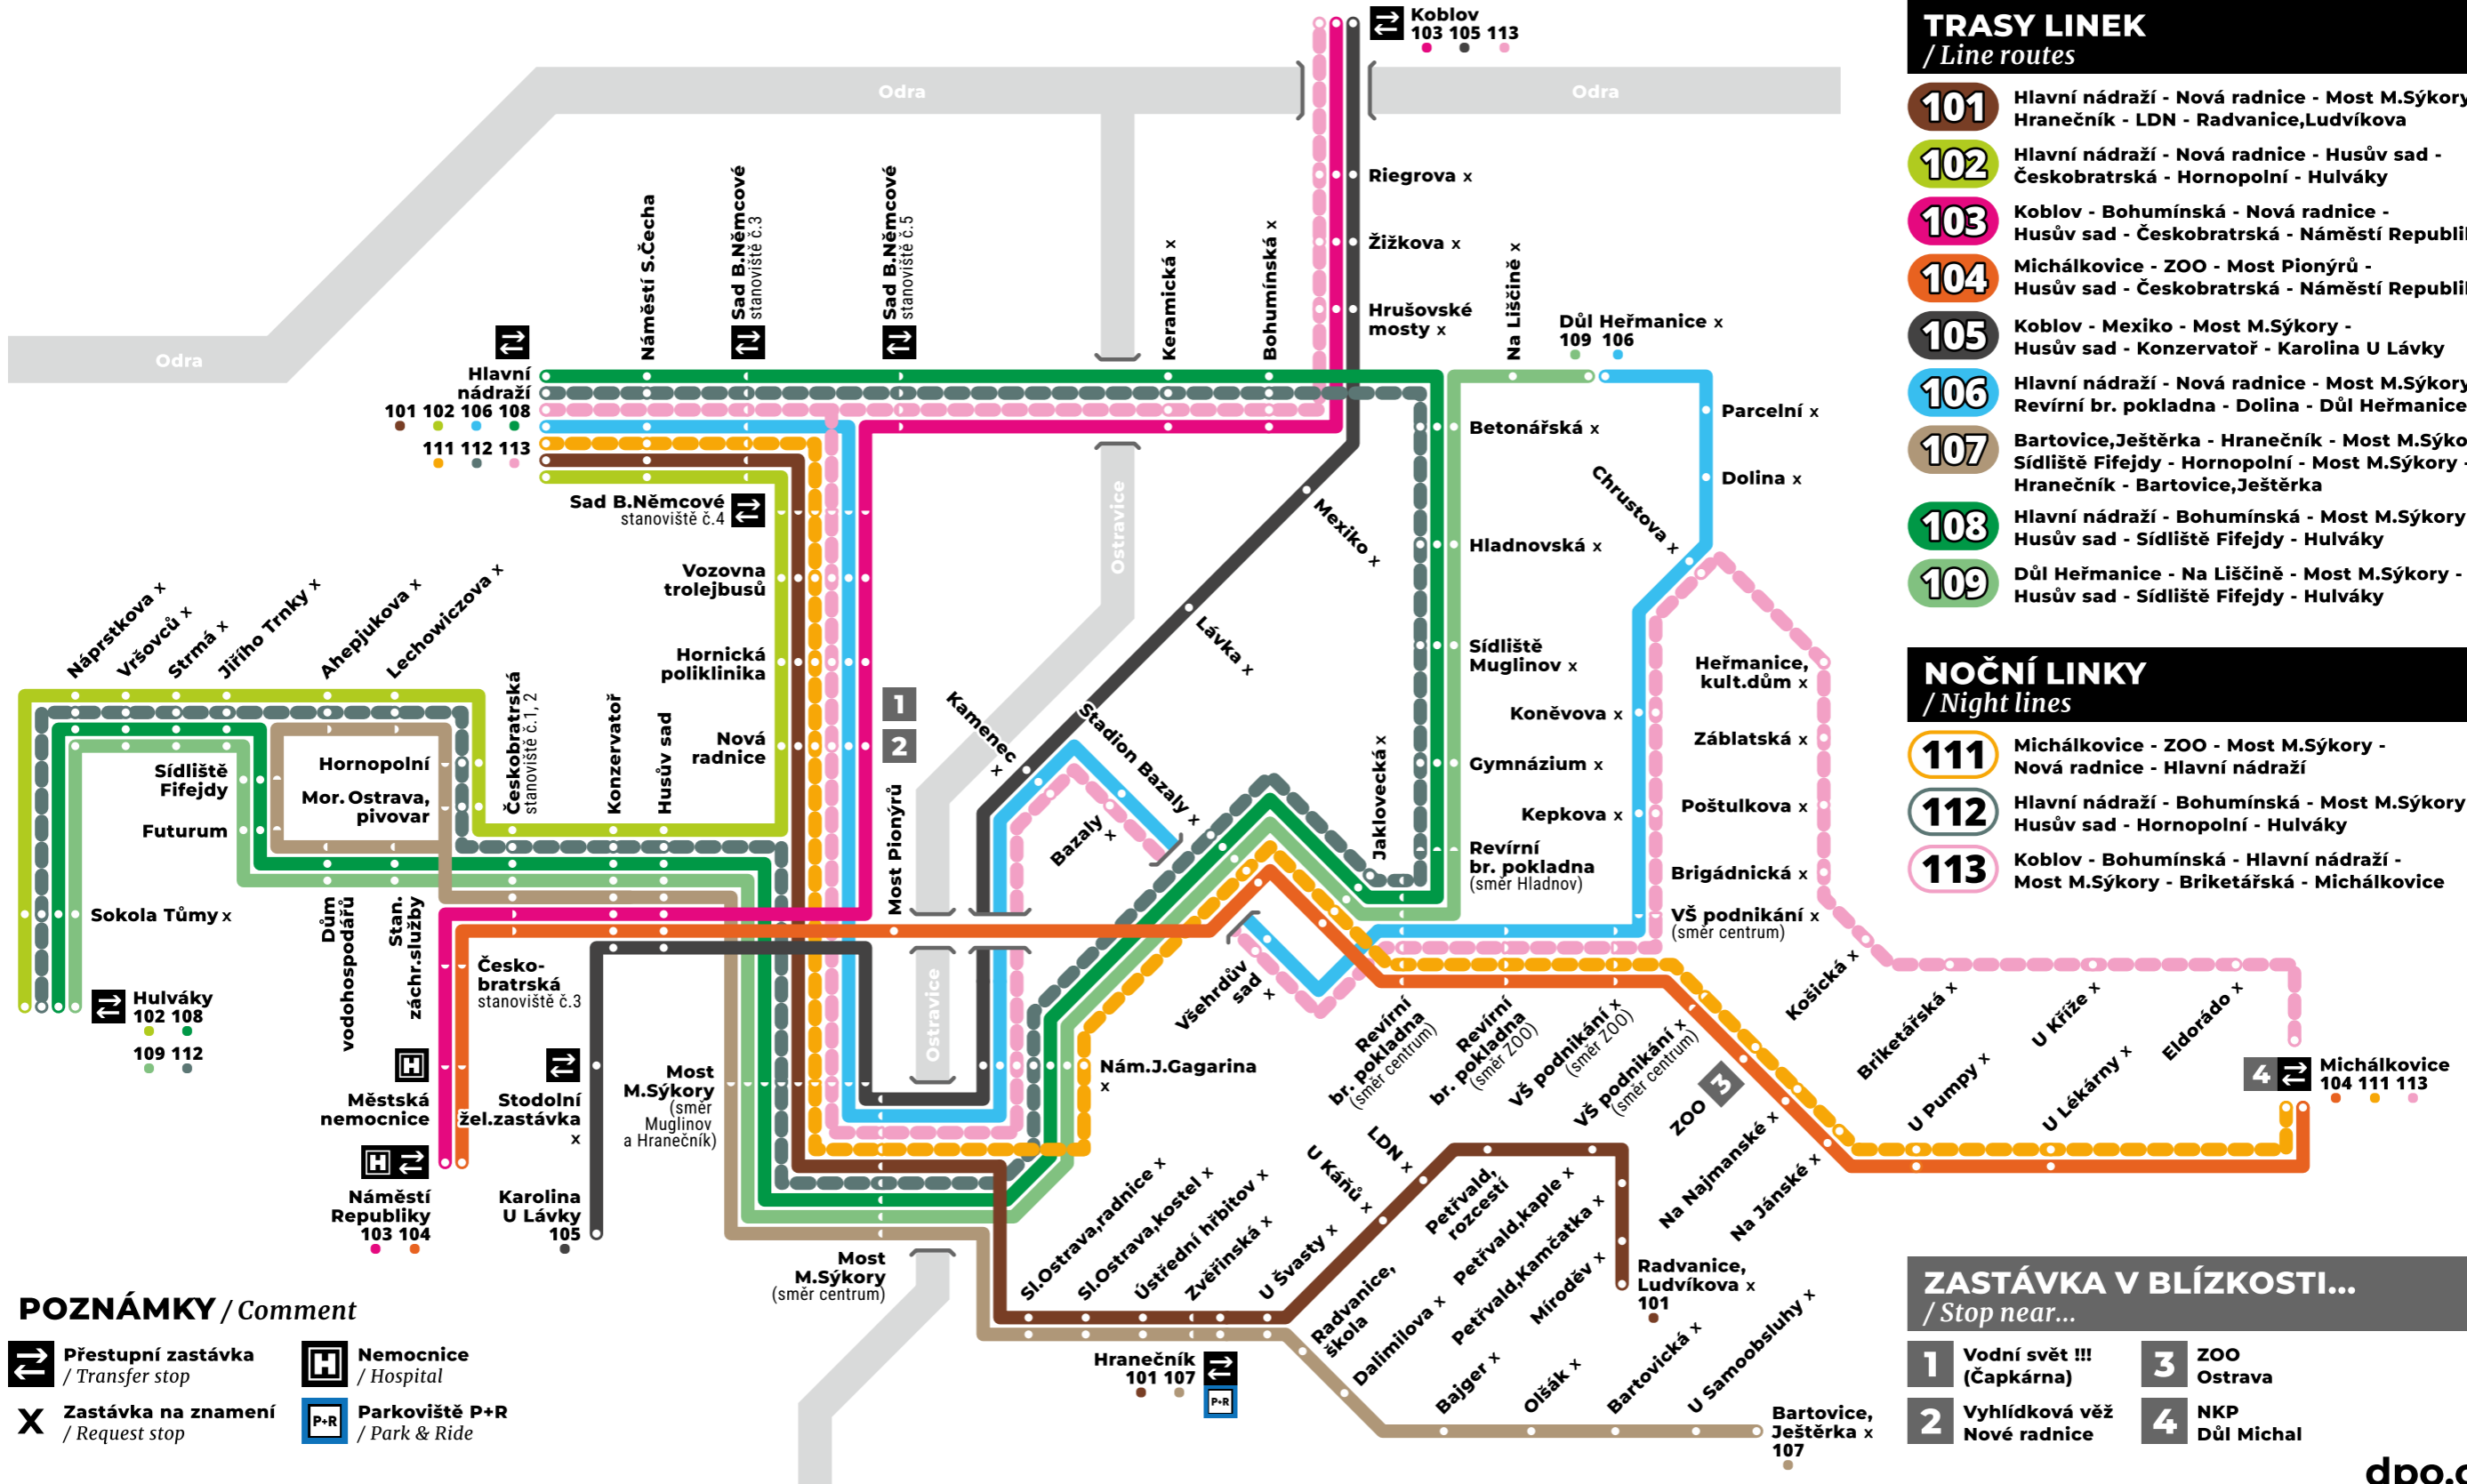 Koblov
103 105 113
Odra
Odra
Odra
Ostravice
Ostravice
Riegrova x
Žižkova x
Hrušovské
mosty x
Náměstí S.Čecha
Sad B.Němcové
stanoviště č.3
Sad B.Němcové
stanoviště č.5
Keramická x
Bohumínská x
Na Liščině x
Důl Heřmanice x
109 106
Hlavní
nádraží
101 102 106 108
111 112 113
Sad B.Němcové
stanoviště č.4
Vozovna
trolejbusů
Hornická
poliklinika
Nová
radnice
1
2
Betonářská x
Hladnovská x
Sídliště
Muglinov x
Koněvova x
Gymnázium x
Kepkova x
Revírní
br. pokladna
(směr Hladnov)
Parcelní x
Dolina x
Chrustova x
Heřmanice,
kult.dům x
Záblatská x
Poštulkova x
Brigádnická x
VŠ podnikání x
(směr centrum)
Mexiko x
Lávka x
Kamenec
x
Stadion Bazaly x
Bazaly
x
Jaklovecká x
Most Pionýrů
Náprstkova x
Vršovců x
Strmá x
Jiřího Trnky x
Ahepjukova x
Lechowiczova x
Českobratrská
stanoviště č.1, 2
Konzervatoř
Husův sad
Sídliště
Fifejdy
Futurum
Hornopolní
Mor. Ostrava,
pivovar
Sokola Tůmy x
Hulváky
102 108
109 112
Dům
vodohospodářů
Stan.
záchr.služby
Česko-
bratrská
stanoviště č.3
H
Městská
nemocnice
Stodolní
žel.zastávka
x
H
Náměstí
Republiky
103 104
Karolina
U Lávky
105
Most
M.Sýkory
(směr
Muglinov
a Hranečník)
Most
M.Sýkory
(směr centrum)
Nám.J.Gagarina
x
Všehrdův
sad
x
Revírní
br. pokladna
(směr centrum)
Revírní
br. pokladna
(směr ZOO)
VŠ podnikání x
(směr ZOO)
VŠ podnikání x
(směr centrum)
ZOO 3
Na Najmanské x
Na Jánské x
Košická x
Briketářská x
U Pumpy x
U Kříže x
U Lékárny x
Eldorádo x
4
Michálkovice
104 111 113
Sl.Ostrava,radnice x
Sl.Ostrava,kostel x
Ústřední hřbitov x
Zvěřinská x
U Švasty x
U Káňů x
LDN x
Petřvald,
rozcestí
Petřvald,kaple x
Petřvald,Kamčatka x
Míroděv x
Radvanice,
Ludvíkova x
101
Hranečník
101 107
P+R
Radvanice,
škola
Dalimilova x
Bajger x
Olšák x
Bartovická x
U Samoobsluhy x
Bartovice,
Ještěrka x
107
POZNÁMKY / Comment
Přestupní zastávka
/ Transfer stop
H
Nemocnice
/ Hospital
X
Zastávka na znamení
/ Request stop
P+R
Parkoviště P+R
/ Park & Ride
TRASY LINEK
/ Line routes
101
Hlavní nádraží - Nová radnice - Most M.Sýkory
Hranečník - LDN - Radvanice,Ludvíkova
102
Hlavní nádraží - Nová radnice - Husův sad -
Českobratrská - Hornopolní - Hulváky
103
Koblov - Bohumínská - Nová radnice -
Husův sad - Českobratrská - Náměstí Republik
104
Michálkovice - ZOO - Most Pionýrů -
Husův sad - Českobratrská - Náměstí Republik
105
Koblov - Mexiko - Most M.Sýkory -
Husův sad - Konzervatoř - Karolina U Lávky
106
Hlavní nádraží - Nová radnice - Most M.Sýkory
Revírní br. pokladna - Dolina - Důl Heřmanice
107
Bartovice,Ještěrka - Hranečník - Most M.Sýko
Sídliště Fifejdy - Hornopolní - Most M.Sýkory -
Hranečník - Bartovice,Ještěrka
108
Hlavní nádraží - Bohumínská - Most M.Sýkory
Husův sad - Sídliště Fifejdy - Hulváky
109
Důl Heřmanice - Na Liščině - Most M.Sýkory -
Husův sad - Sídliště Fifejdy - Hulváky
NOČNÍ LINKY
/ Night lines
111
Michálkovice - ZOO - Most M.Sýkory -
Nová radnice - Hlavní nádraží
112
Hlavní nádraží - Bohumínská - Most M.Sýkory
Husův sad - Hornopolní - Hulváky
113
Koblov - Bohumínská - Hlavní nádraží -
Most M.Sýkory - Briketářská - Michálkovice
ZASTÁVKA V BLÍZKOSTI...
/ Stop near...
1
Vodní svět !!!
(Čapkárna)
2
Vyhlídková věž
Nové radnice
3
ZOO
Ostrava
4
NKP
Důl Michal
dpo.c